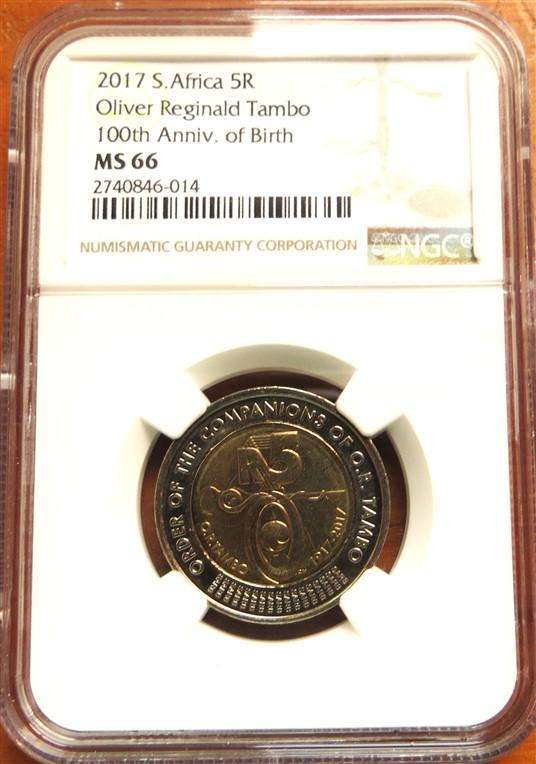 2017 S.Africa 5R
Oliver Reginald Tambo
100th Anniv. of Birth
MS 66
2740846-014
NUMISMATIC GUARANTY CORPORATION
NGC®
ORDER OF THE COMPANIONS OF O.R. TAMBO
R5
O.R.TAMBO 1917-2017